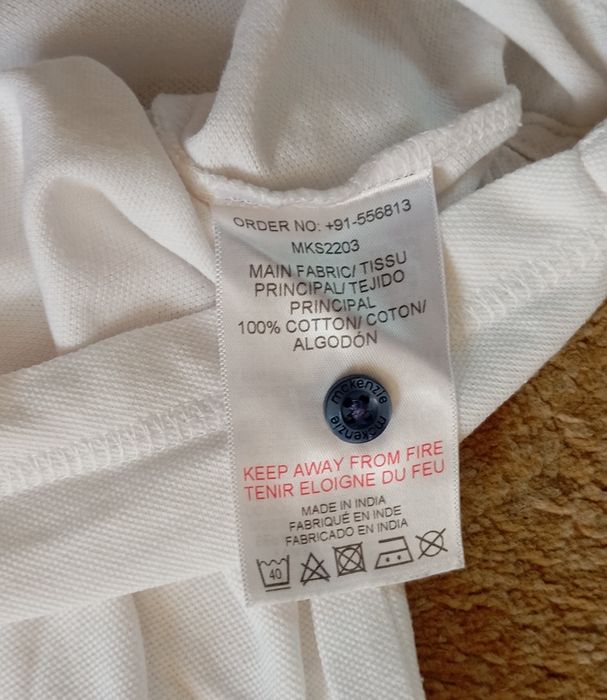 ORDER NO: +91-556813
MKS2203
MAIN FABRIC/ TISSU
PRINCIPAL/ TEJIDO
PRINCIPAL
100% COTTON/ COTON/
ALGODÓN
mckenzie
mckenzie
KEEP AWAY FROM FIRE
TENIR ELOIGNE DU FEU
MADE IN INDIA
FABRIQUÉ EN INDE
FABRICADO EN INDIA
40